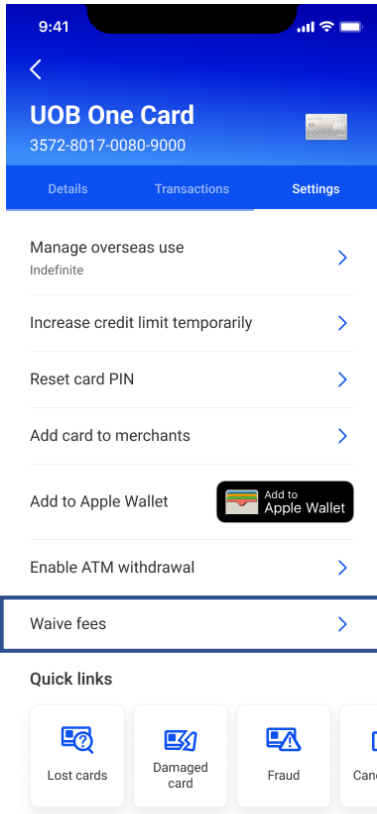 9:41
UOB One Card
3572-8017-0080-9000
Details Transactions Settings
Manage overseas use
Indefinite
Increase credit limit temporarily
Reset card PIN
Add card to merchants
Add to Apple Wallet
Add to
Apple Wallet
Enable ATM withdrawal
Waive fees
Quick links
Lost cards
Damaged
card
Fraud